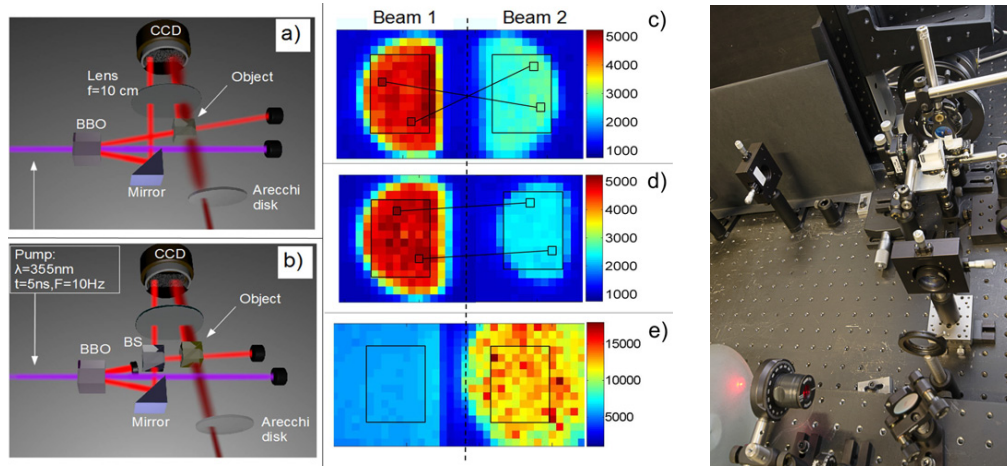 CCD
a)
Lens
f=10 cm
Object
BBO
Mirror
Arecchi
disk
Pump:
λ=355nm
t=5ns,F=10Hz
CCD
b)
Object
BS
BBO
Mirror
Arecchi
disk
Beam 1
Beam 2
c)
5000
4000
3000
2000
1000
d)
5000
4000
3000
2000
1000
e)
15000
10000
5000